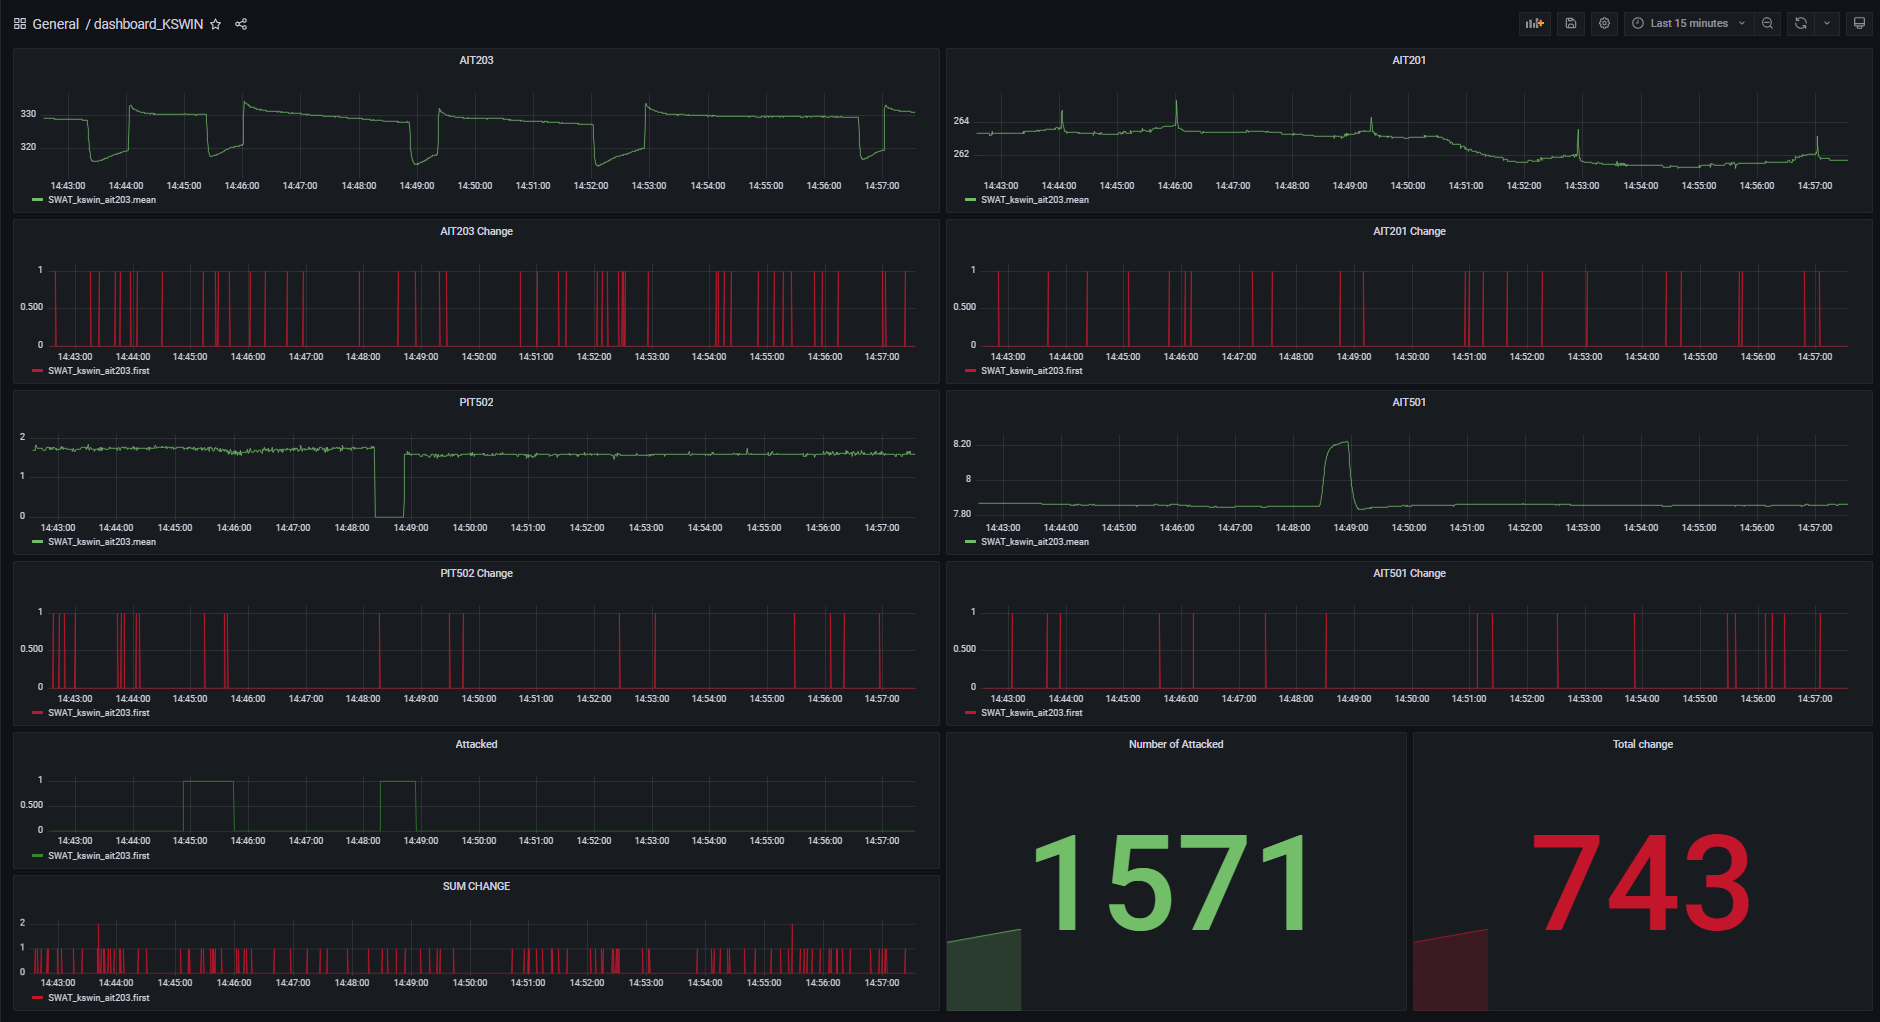 General / dashboard_KSWIN
Last 15 minutes
AIT203
330
320
14:43:00 14:44:00 14:45:00 14:46:00 14:47:00 14:48:00 14:49:00 14:50:00 14:51:00 14:52:00 14:53:00 14:54:00 14:55:00 14:56:00 14:57:00
SWAT_kswin_ait203.mean
AIT201
264
262
14:43:00 14:44:00 14:45:00 14:46:00 14:47:00 14:48:00 14:49:00 14:50:00 14:51:00 14:52:00 14:53:00 14:54:00 14:55:00 14:56:00 14:57:00
SWAT_kswin_ait203.mean
AIT203 Change
1
0.500
0
14:43:00 14:44:00 14:45:00 14:46:00 14:47:00 14:48:00 14:49:00 14:50:00 14:51:00 14:52:00 14:53:00 14:54:00 14:55:00 14:56:00 14:57:00
SWAT_kswin_ait203.first
AIT201 Change
1
0.500
0
14:43:00 14:44:00 14:45:00 14:46:00 14:47:00 14:48:00 14:49:00 14:50:00 14:51:00 14:52:00 14:53:00 14:54:00 14:55:00 14:56:00 14:57:00
SWAT_kswin_ait203.first
PIT502
2
1
0
14:43:00 14:44:00 14:45:00 14:46:00 14:47:00 14:48:00 14:49:00 14:50:00 14:51:00 14:52:00 14:53:00 14:54:00 14:55:00 14:56:00 14:57:00
SWAT_kswin_ait203.mean
AIT501
8.20
8
7.80
14:43:00 14:44:00 14:45:00 14:46:00 14:47:00 14:48:00 14:49:00 14:50:00 14:51:00 14:52:00 14:53:00 14:54:00 14:55:00 14:56:00 14:57:00
SWAT_kswin_ait203.mean
PIT502 Change
1
0.500
0
14:43:00 14:44:00 14:45:00 14:46:00 14:47:00 14:48:00 14:49:00 14:50:00 14:51:00 14:52:00 14:53:00 14:54:00 14:55:00 14:56:00 14:57:00
SWAT_kswin_ait203.first
AIT501 Change
1
0.500
0
14:43:00 14:44:00 14:45:00 14:46:00 14:47:00 14:48:00 14:49:00 14:50:00 14:51:00 14:52:00 14:53:00 14:54:00 14:55:00 14:56:00 14:57:00
SWAT_kswin_ait203.first
Attacked
1
0.500
0
14:43:00 14:44:00 14:45:00 14:46:00 14:47:00 14:48:00 14:49:00 14:50:00 14:51:00 14:52:00 14:53:00 14:54:00 14:55:00 14:56:00 14:57:00
SWAT_kswin_ait203.first
Number of Attacked
1571
Total change
743
SUM CHANGE
2
1
0
14:43:00 14:44:00 14:45:00 14:46:00 14:47:00 14:48:00 14:49:00 14:50:00 14:51:00 14:52:00 14:53:00 14:54:00 14:55:00 14:56:00 14:57:00
SWAT_kswin_ait203.first